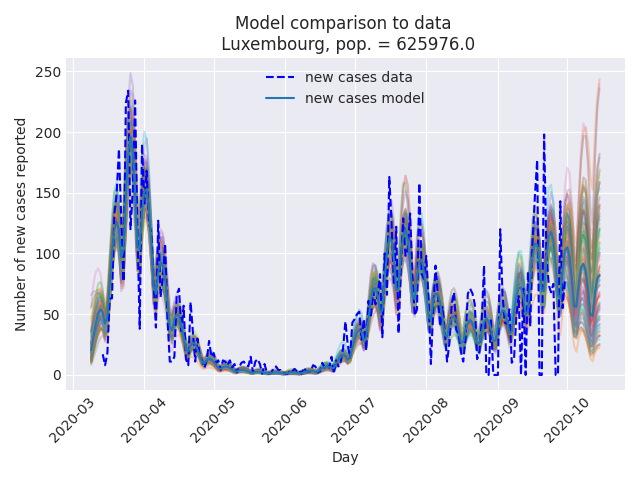 Model comparison to data
Luxembourg, pop. = 625976.0
250
200
150
100
50
0
Number of new cases reported
new cases data
new cases model
2020-03
2020-04
2020-05
2020-06
2020-07
2020-08
2020-09
2020-10
Day